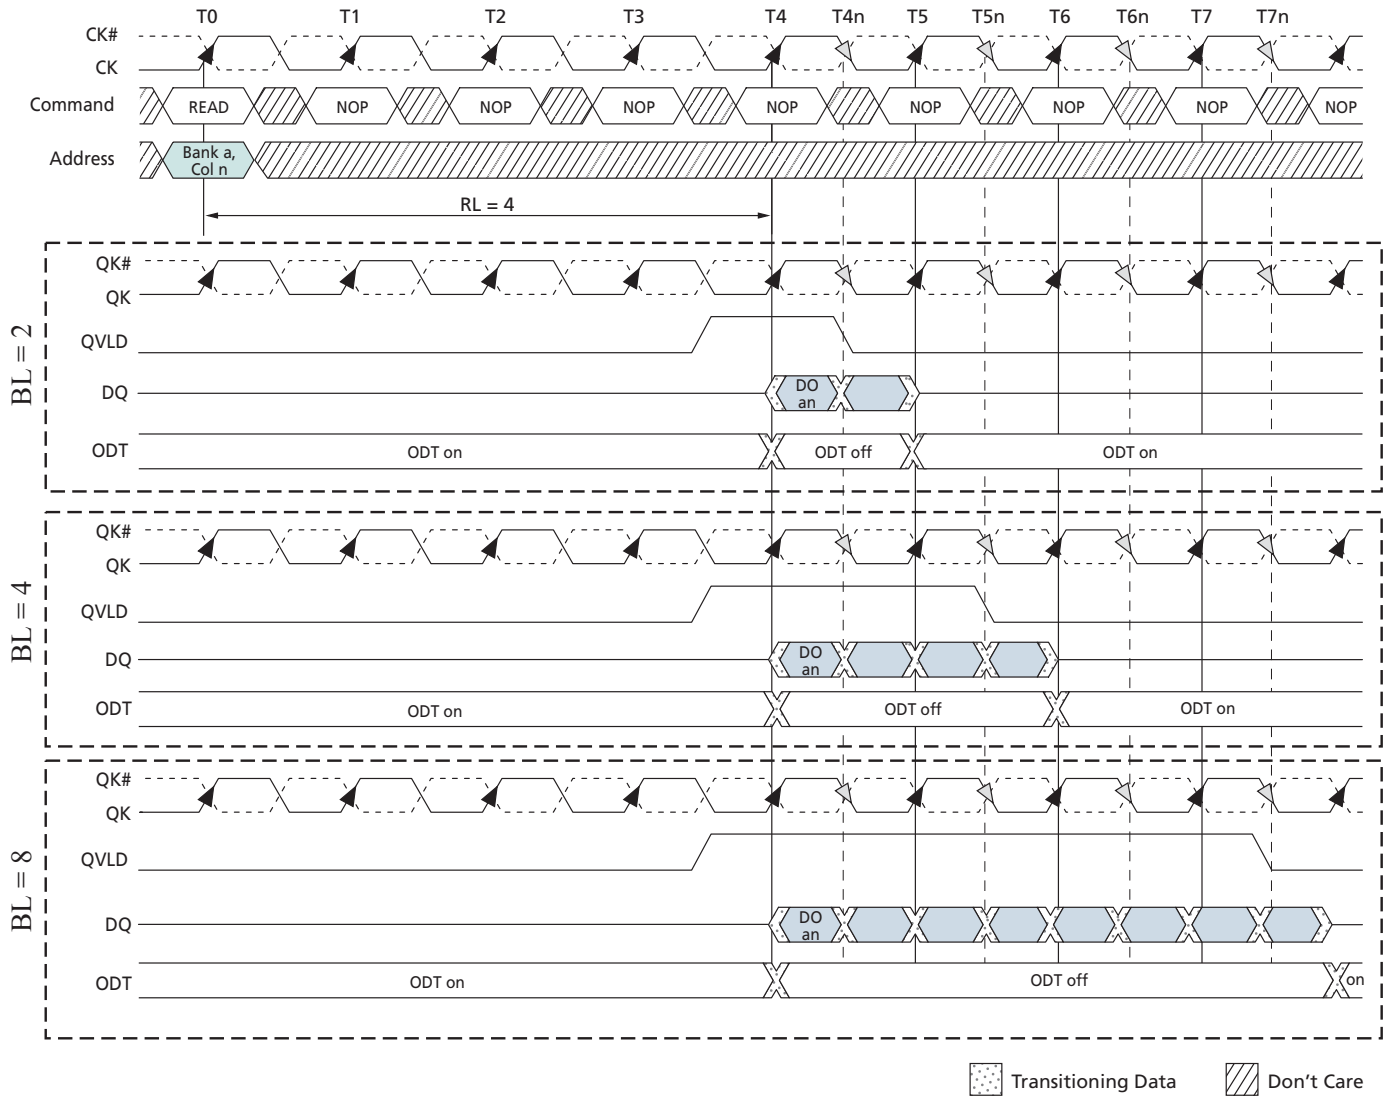 T0 T1 T2 T3 T4 T4n T5 T5n T6 T6n T7 T7n
CK#
CK
Command READ NOP NOP NOP NOP NOP NOP NOP NOP
Address Bank a,
Col n
RL = 4
BL = 2
QK#
QK
QVLD
DQ DO
an
ODT ODT on ODT off ODT on
BL = 4
QK#
QK
QVLD
DQ DO
an
ODT ODT on ODT off ODT on
BL = 8
QK#
QK
QVLD
DQ DO
an
ODT ODT on ODT off on
Transitioning Data Don't Care